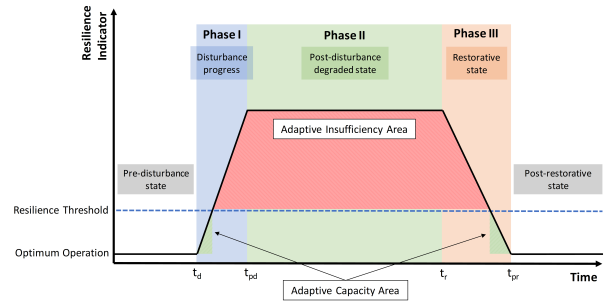 Resilience
Indicator
Phase I
Phase II
Phase III
Disturbance
progress
Post-disturbance
degraded state
Restorative
state
Adaptive Insufficiency Area
Pre-disturbance
state
Post-restorative
state
Resilience Threshold
Optimum Operation
td
tpd
tr
tpr
Time
Adaptive Capacity Area